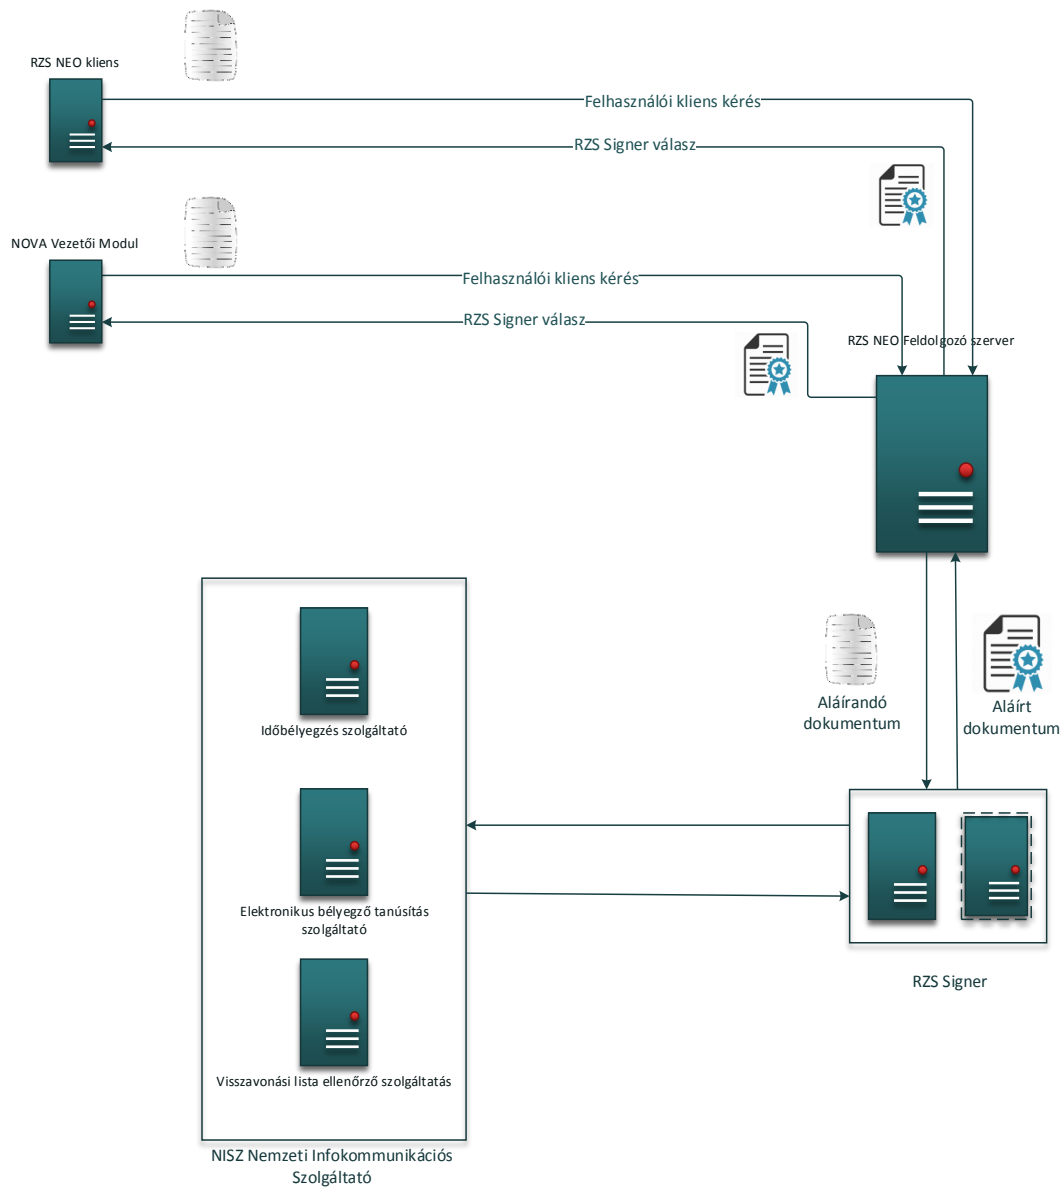 RZS NEO kliens
Felhasználói kliens kérés
RZS Signer válasz
NOVA Vezetői Modul
Felhasználói kliens kérés
RZS Signer válasz
RZS NEO Feldolgozó szerver
Aláírandó
dokumentum
Aláírt
dokumentum
Időbélyegzés szolgáltató
Elektronikus bélyegző tanúsítás
szolgáltató
Visszavonási lista ellenőrző szolgáltatás
RZS Signer
NISZ Nemzeti Infokommunikációs
Szolgáltató